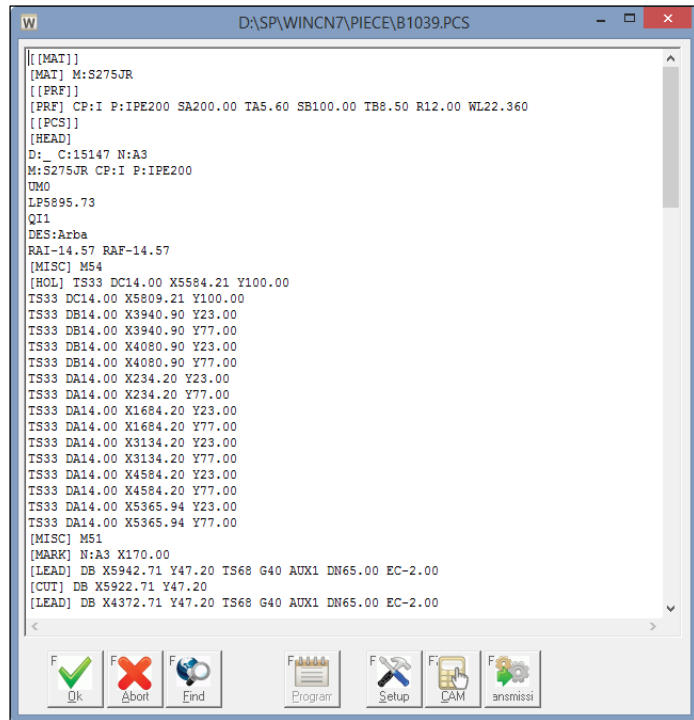 D:\SP\WINCN7\PIECE\B1039.PCS
[[MAT]]
[MAT] M:S275JR
[[PRF]]
[PRF] CP:I P:IPE200 SA200.00 TA5.60 SB100.00 TB8.50 R12.00 WL22.360
[[PCS]]
[HEAD]
D:_ C:15147 N:A3
M:S275JR CP:I P:IPE200
UM0
LP5895.73
QI1
DES:Arba
RAI-14.57 RAF-14.57
[MISC] M54
[HOL] TS33 DC14.00 X5584.21 Y100.00
TS33 DC14.00 X5809.21 Y100.00
TS33 DB14.00 X3940.90 Y23.00
TS33 DB14.00 X3940.90 Y77.00
TS33 DB14.00 X4080.90 Y23.00
TS33 DB14.00 X4080.90 Y77.00
TS33 DA14.00 X234.20 Y23.00
TS33 DA14.00 X234.20 Y77.00
TS33 DA14.00 X1684.20 Y23.00
TS33 DA14.00 X1684.20 Y77.00
TS33 DA14.00 X3134.20 Y23.00
TS33 DA14.00 X3134.20 Y77.00
TS33 DA14.00 X4584.20 Y23.00
TS33 DA14.00 X4584.20 Y77.00
TS33 DA14.00 X5365.94 Y23.00
TS33 DA14.00 X5365.94 Y77.00
[MISC] M51
[MARK] N:A3 X170.00
[LEAD] DB X5942.71 Y47.20 TS68 G40 AUX1 DN65.00 EC-2.00
[CUT] DB X5922.71 Y47.20
[LEAD] DB X4372.71 Y47.20 TS68 G40 AUX1 DN65.00 EC-2.00
Ok Abort Find Program Setup CAM ansmissi